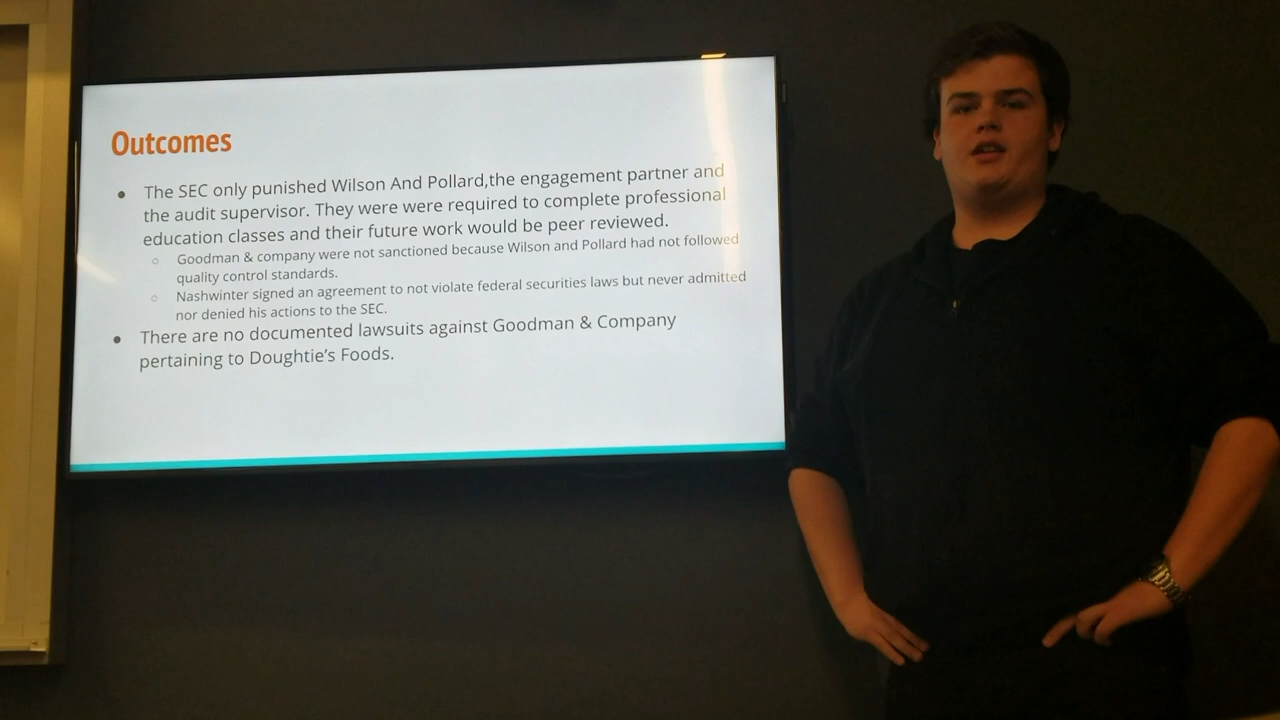 Outcomes
● The SEC only punished Wilson And Pollard,the engagement partner and
the audit supervisor. They were were required to complete professional
education classes and their future work would be peer reviewed.
○ Goodman & company were not sanctioned because Wilson and Pollard had not followed
quality control standards.
○ Nashwinter signed an agreement to not violate federal securities laws but never admitted
nor denied his actions to the SEC.
● There are no documented lawsuits against Goodman & Company
pertaining to Doughtie's Foods.